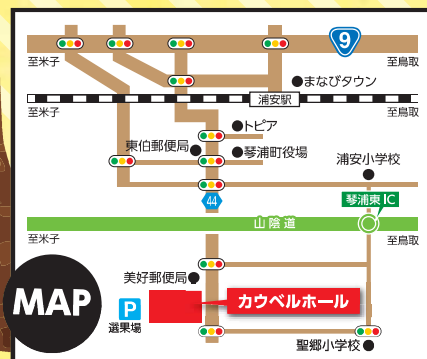 9
至米子
至鳥取
まなびタウン
浦安駅
至米子
至鳥取
トピア
東伯郵便局
琴浦町役場
浦安小学校
44
琴浦東IC
山陰道
至米子
至鳥取
美好郵便局
MAP
P
選果場
カウベルホール
聖郷小学校